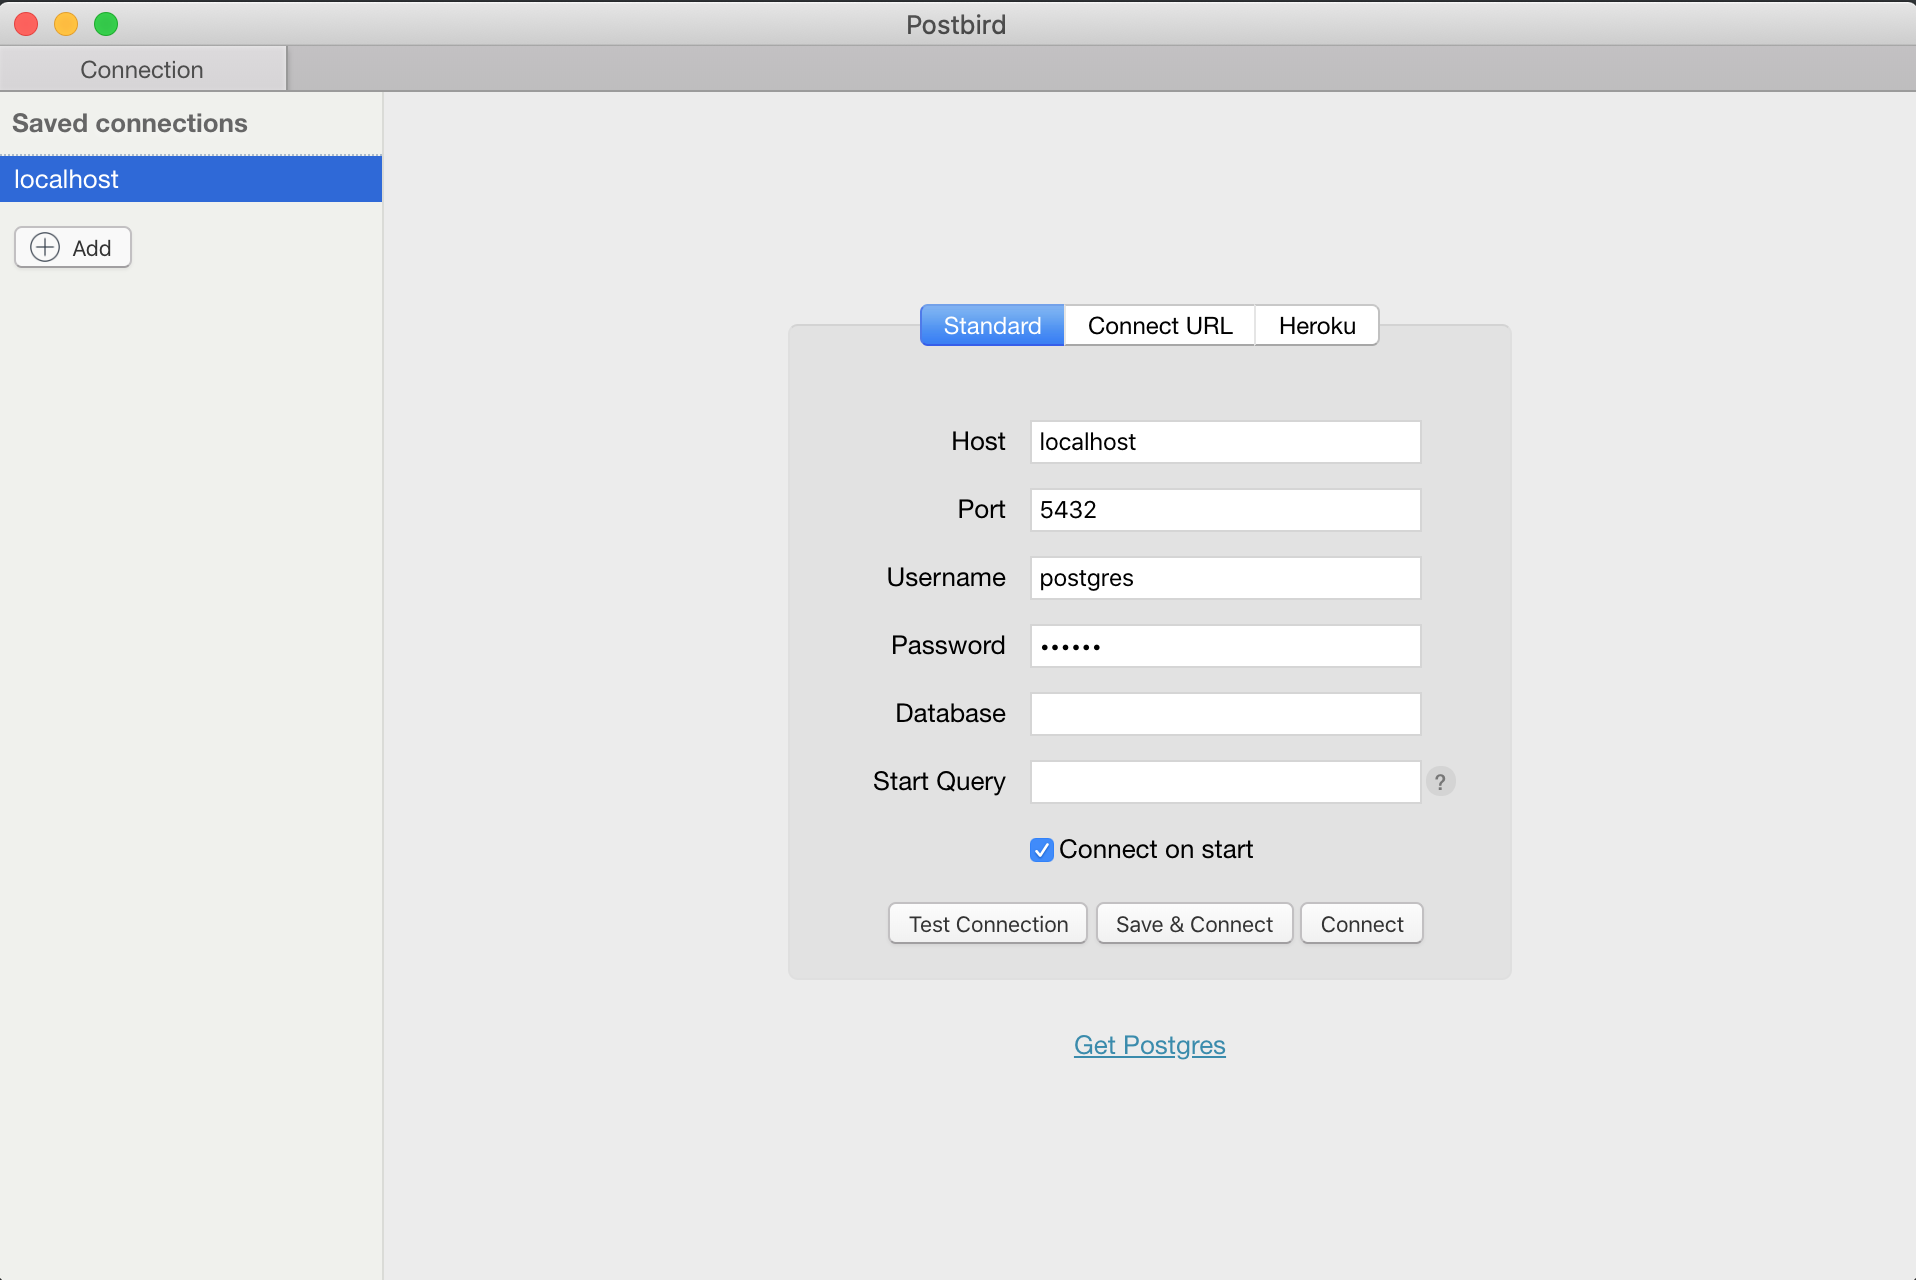 Postbird
Connection
Saved connections
localhost
Add
Standard Connect URL Heroku
Host localhost
Port 5432
Username postgres
Password ••••••
Database
Start Query ?
Connect on start
Test Connection Save & Connect Connect
Get Postgres